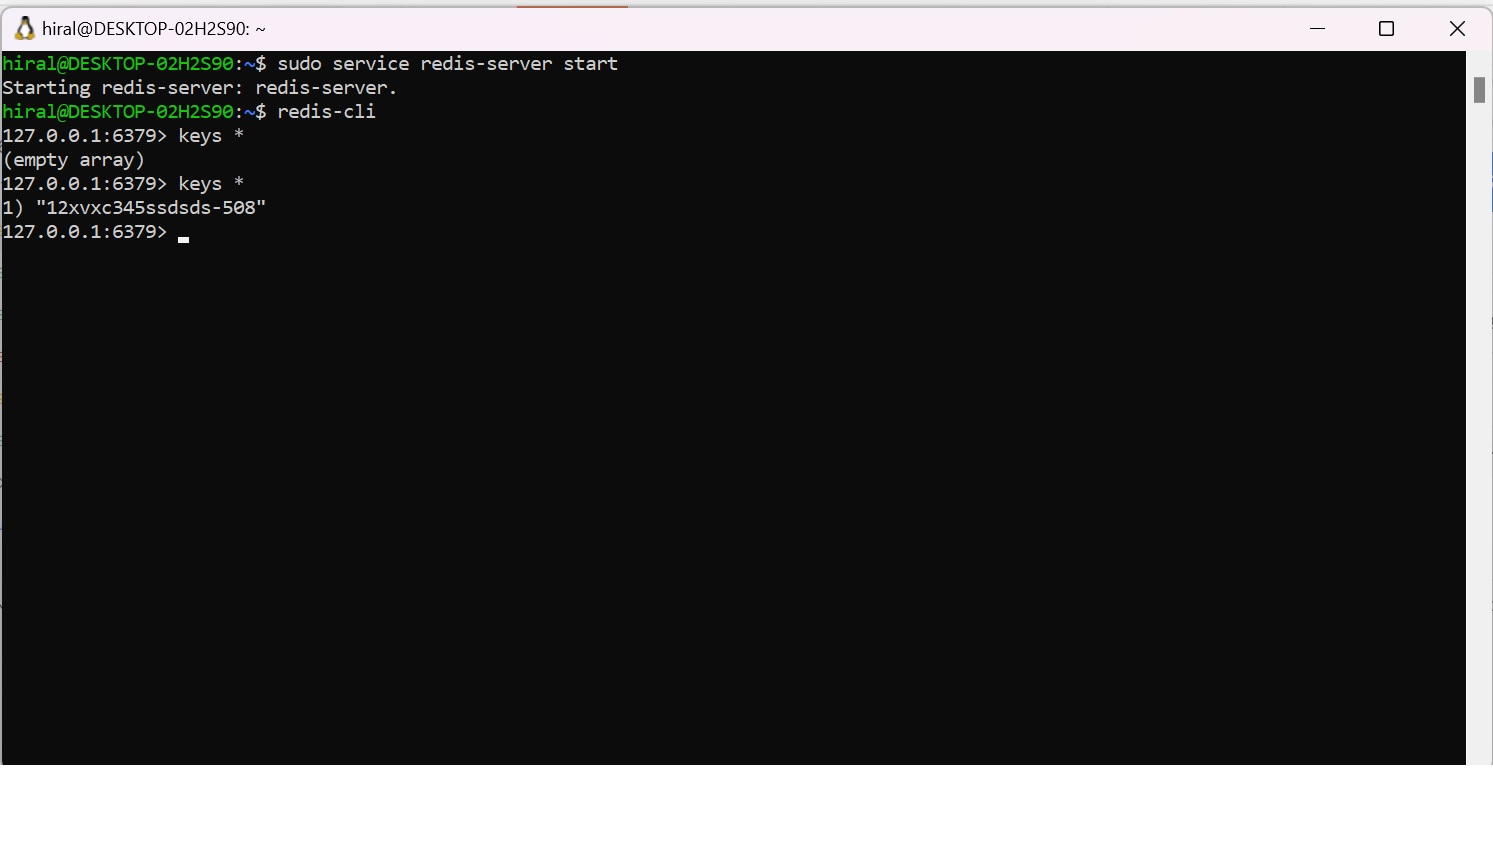 hiral@DESKTOP-02H2S90: ~
hiral@DESKTOP-02H2S90:~$ sudo service redis-server start
Starting redis-server: redis-server.
hiral@DESKTOP-02H2S90:~$ redis-cli
127.0.0.1:6379> keys *
(empty array)
127.0.0.1:6379> keys *
1) "12xvxc345ssdsds-508"
127.0.0.1:6379>